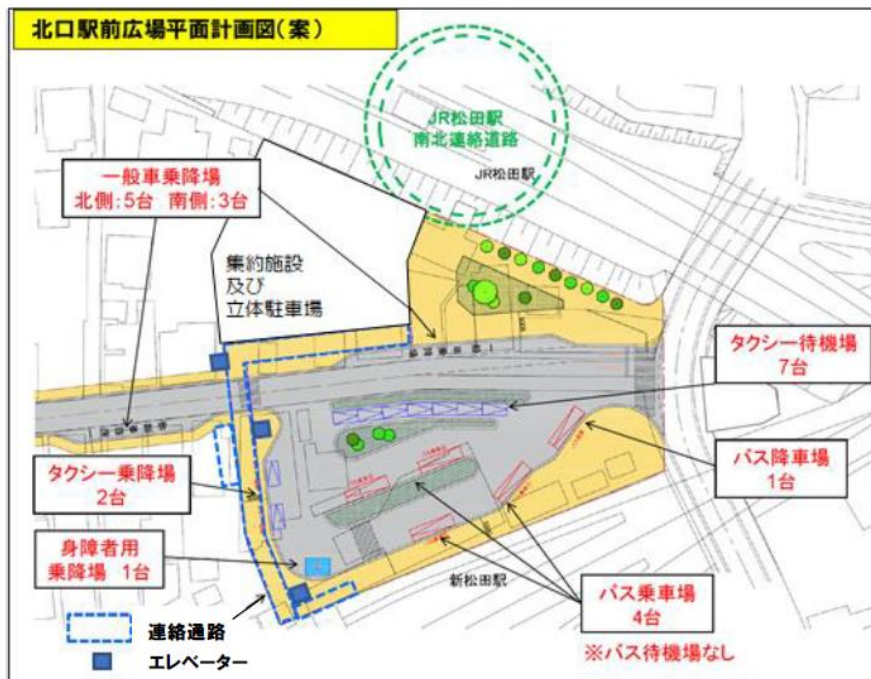 北口駅前広場平面計画図(案)
JR松田駅
南北連絡道路
JR松田駅
一般車乗降場
北側:5台 南側:3台
集約施設
及び
立体駐車場
タクシー待機場
7台
タクシー乗降場
2台
バス降車場
1台
身障者用
乗降場 1台
新松田駅
バス乗車場
4台
※バス待機場なし
連絡通路
エレベーター